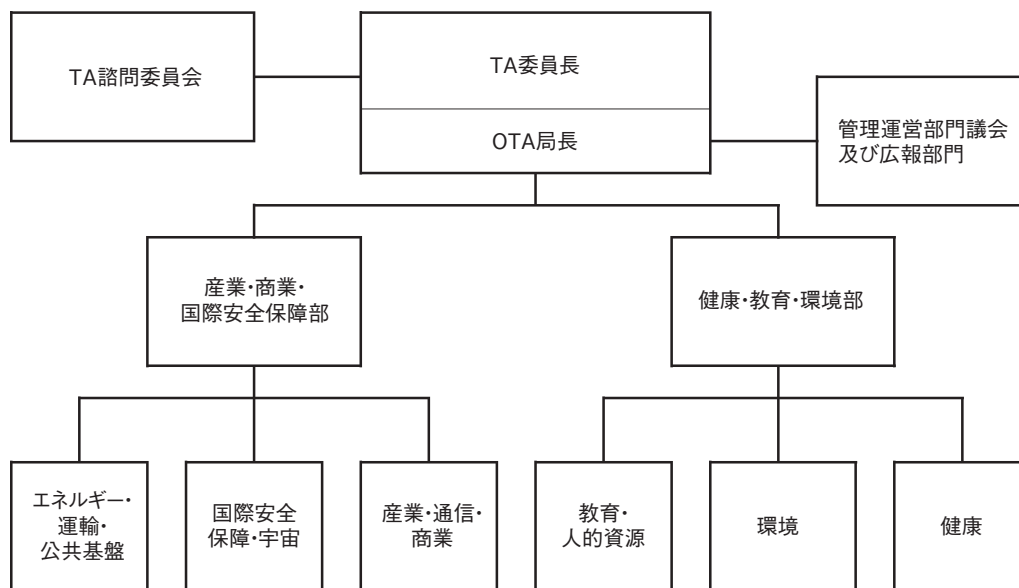 TA諮問委員会
TA委員長
OTA局長
管理運営部門議会
及び広報部門
産業・商業・
国際安全保障部
健康・教育・環境部
エネルギー・
運輸・
公共基盤
国際安全
保障・宇宙
産業・通信・
商業
教育・
人的資源
環境
健康